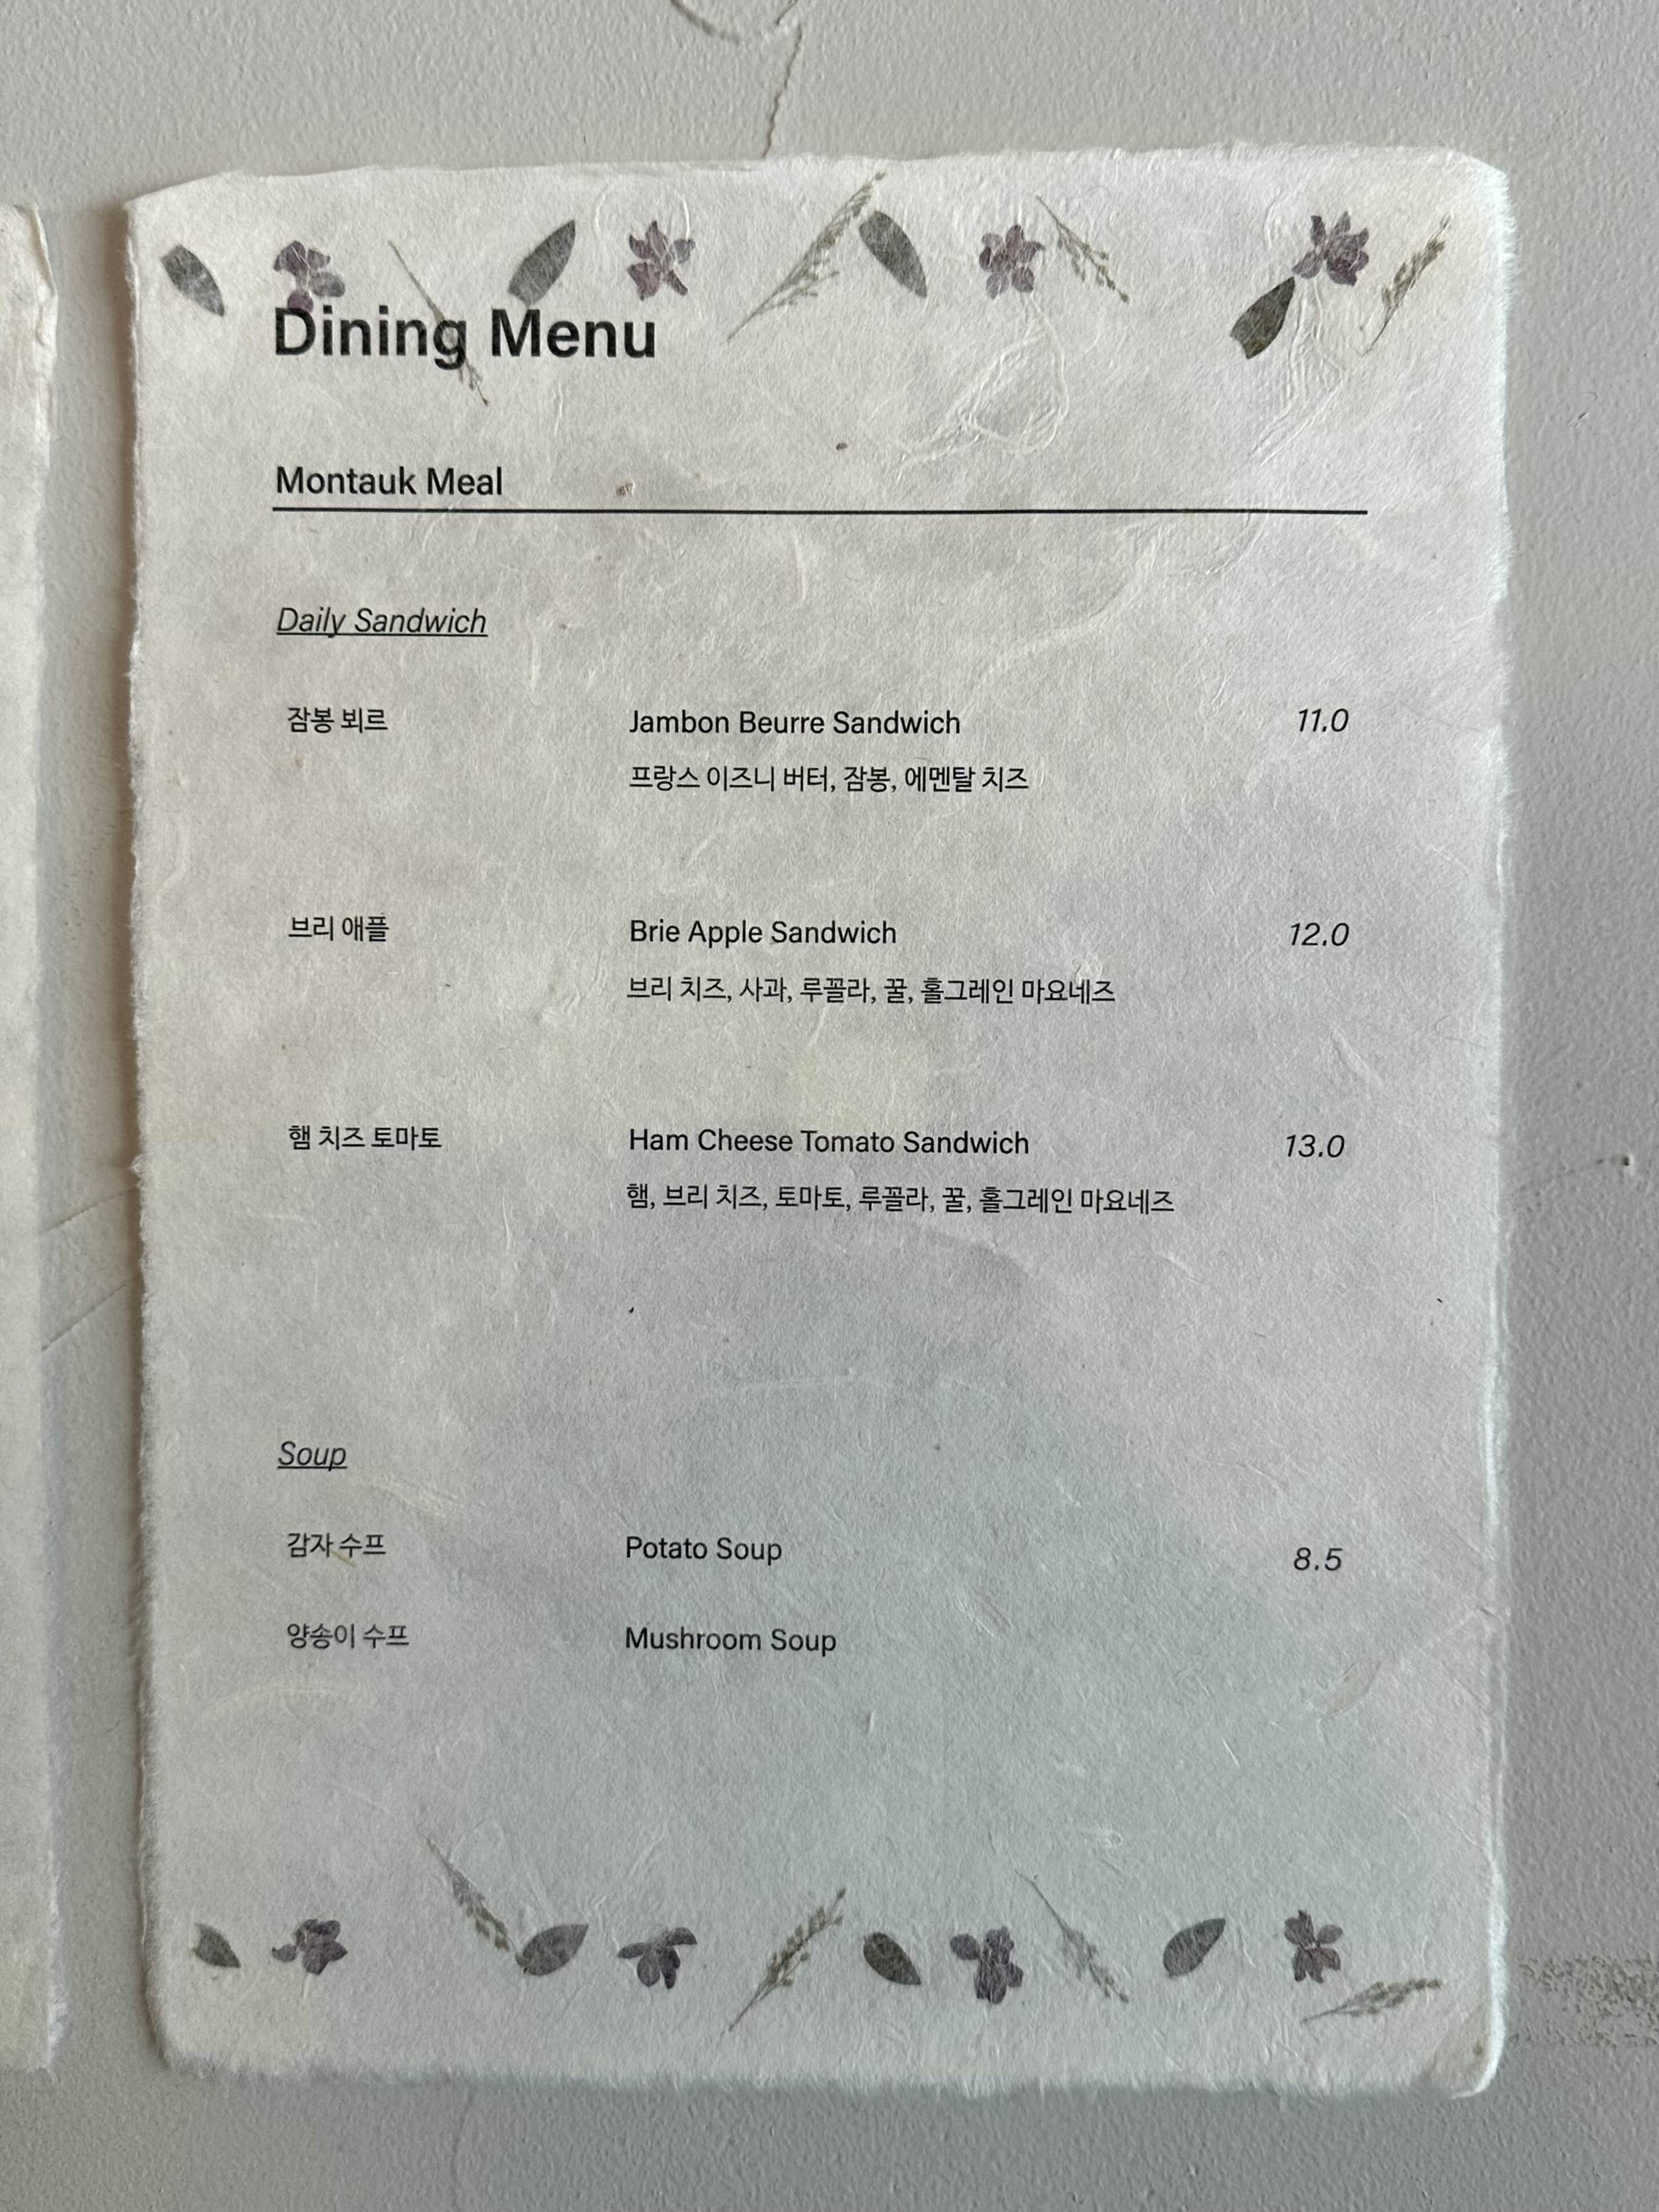 Dining Menu
Montauk Meal
Daily Sandwich
잠봉 뵈르 Jambon Beurre Sandwich 11.0
프랑스 이즈니 버터, 잠봉, 에멘탈 치즈
브리 애플 Brie Apple Sandwich 12.0
브리 치즈, 사과, 루꼴라, 꿀, 홀그레인 마요네즈
햄 치즈 토마토 Ham Cheese Tomato Sandwich 13.0
햄, 브리 치즈, 토마토, 루꼴라, 꿀, 홀그레인 마요네즈
Soup
감자 수프 Potato Soup 8.5
양송이 수프 Mushroom Soup